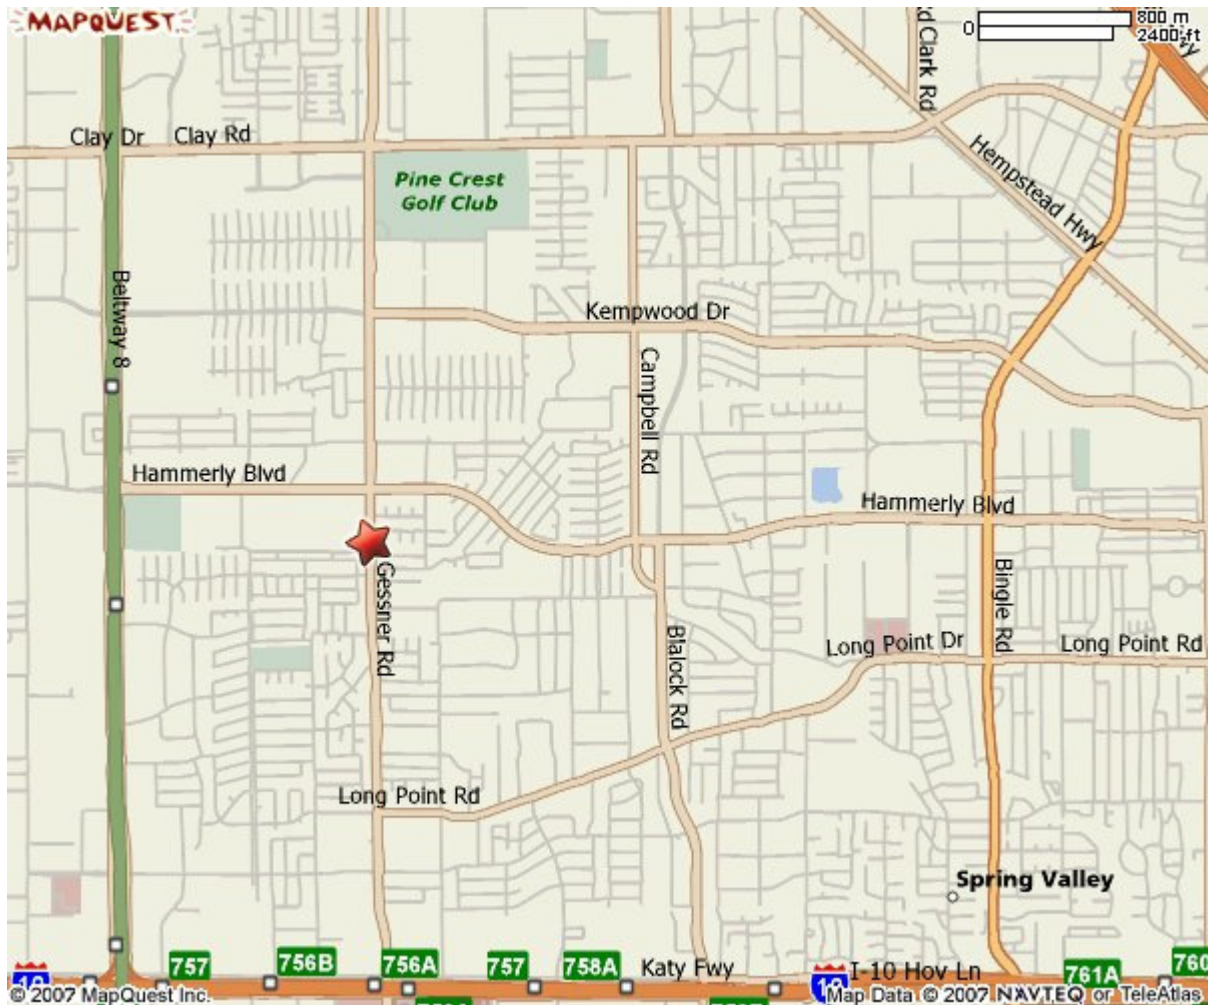 MAPQUEST
0 800 m
2400 ft
Clark Rd
Clay Dr
Clay Rd
Hempstead Hwy
Pine Crest
Golf Club
Beltway 8
Kempwood Dr
Campbell Rd
Hammerly Blvd
Hammerly Blvd
Gessner Rd
Bingle Rd
Blalock Rd
Long Point Dr
Long Point Rd
Long Point Rd
Spring Valley
10
757
756B
756A
757
758A
Katy Fwy
10
I-10 Hov Ln
761A
760
© 2007 MapQuest Inc.
Map Data © 2007 NAVTEQ or TeleAtlas